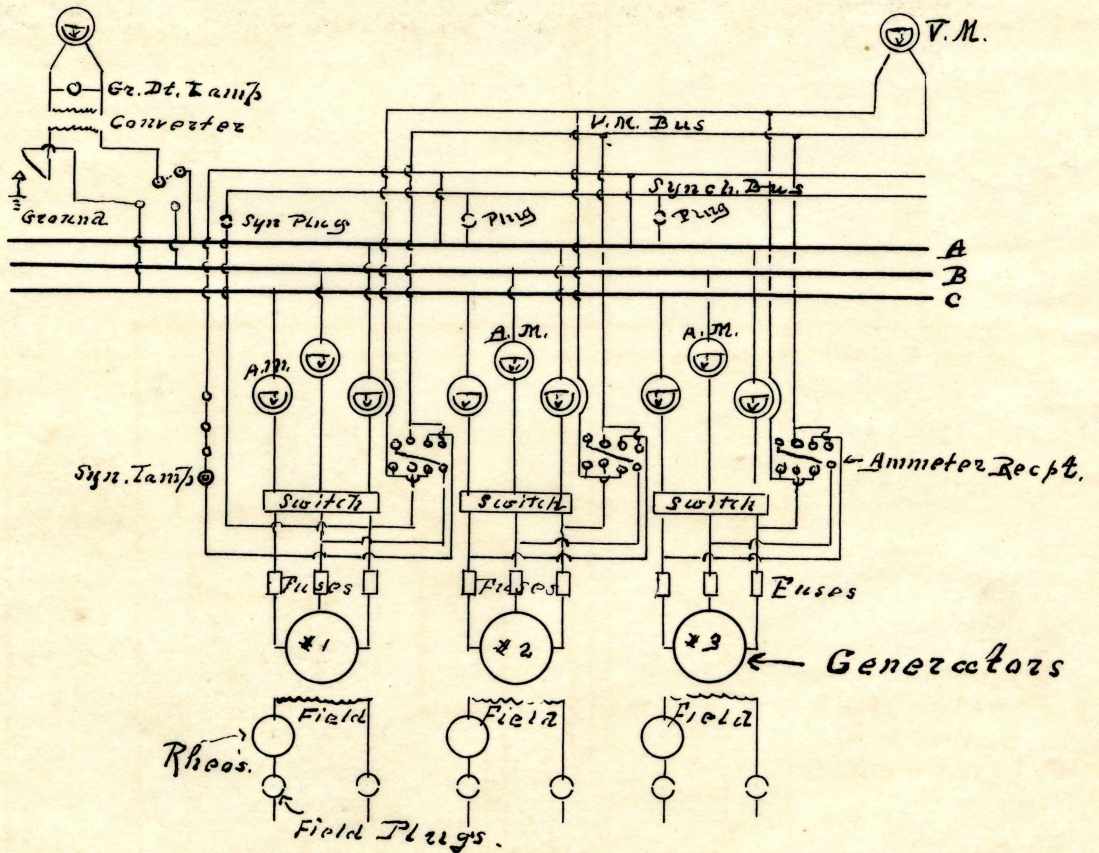 V.M.
Gr. Dt. Lamp
Converter
V.M. Bus
Synch. Bus
Ground
Syn Plug
Plug
Plug
A
B
C
A.M.
A.M.
A.M.
Syn. Lamp
Ammeter Recpt.
Switch
Switch
Switch
Fuses
Fuses
Fuses
#1
#2
#3
Generators
Field
Field
Field
Rheos.
Field Plugs.